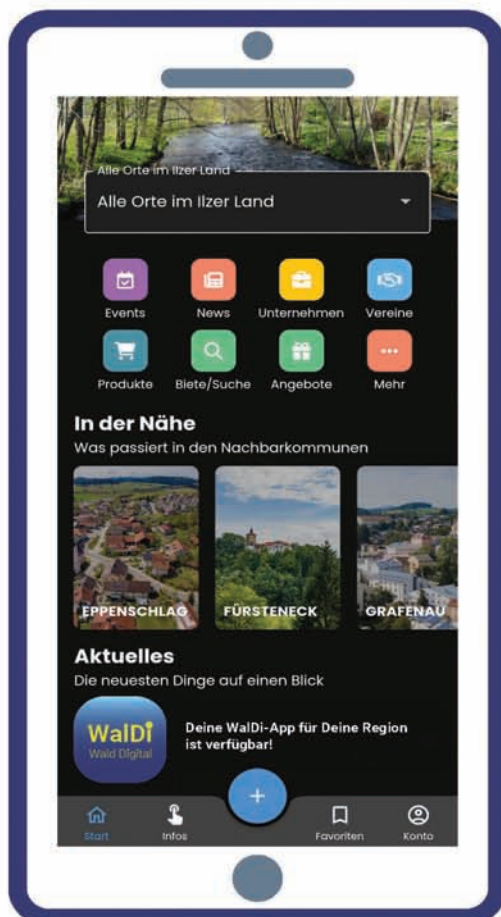 Alle Orte im Ilzer Land
Alle Orte im Ilzer Land
Events News Unternehmen Vereine
Produkte Biete/Suche Angebote Mehr
In der Nähe
Was passiert in den Nachbarkommunen
EPPENSCHLAG FÜRSTENECK GRAFENAU
Aktuelles
Die neuesten Dinge auf einen Blick
WalDi
Wald Digital
Deine WalDi-App für Deine Region
ist verfügbar!
+
Start Infos Favoriten Konto